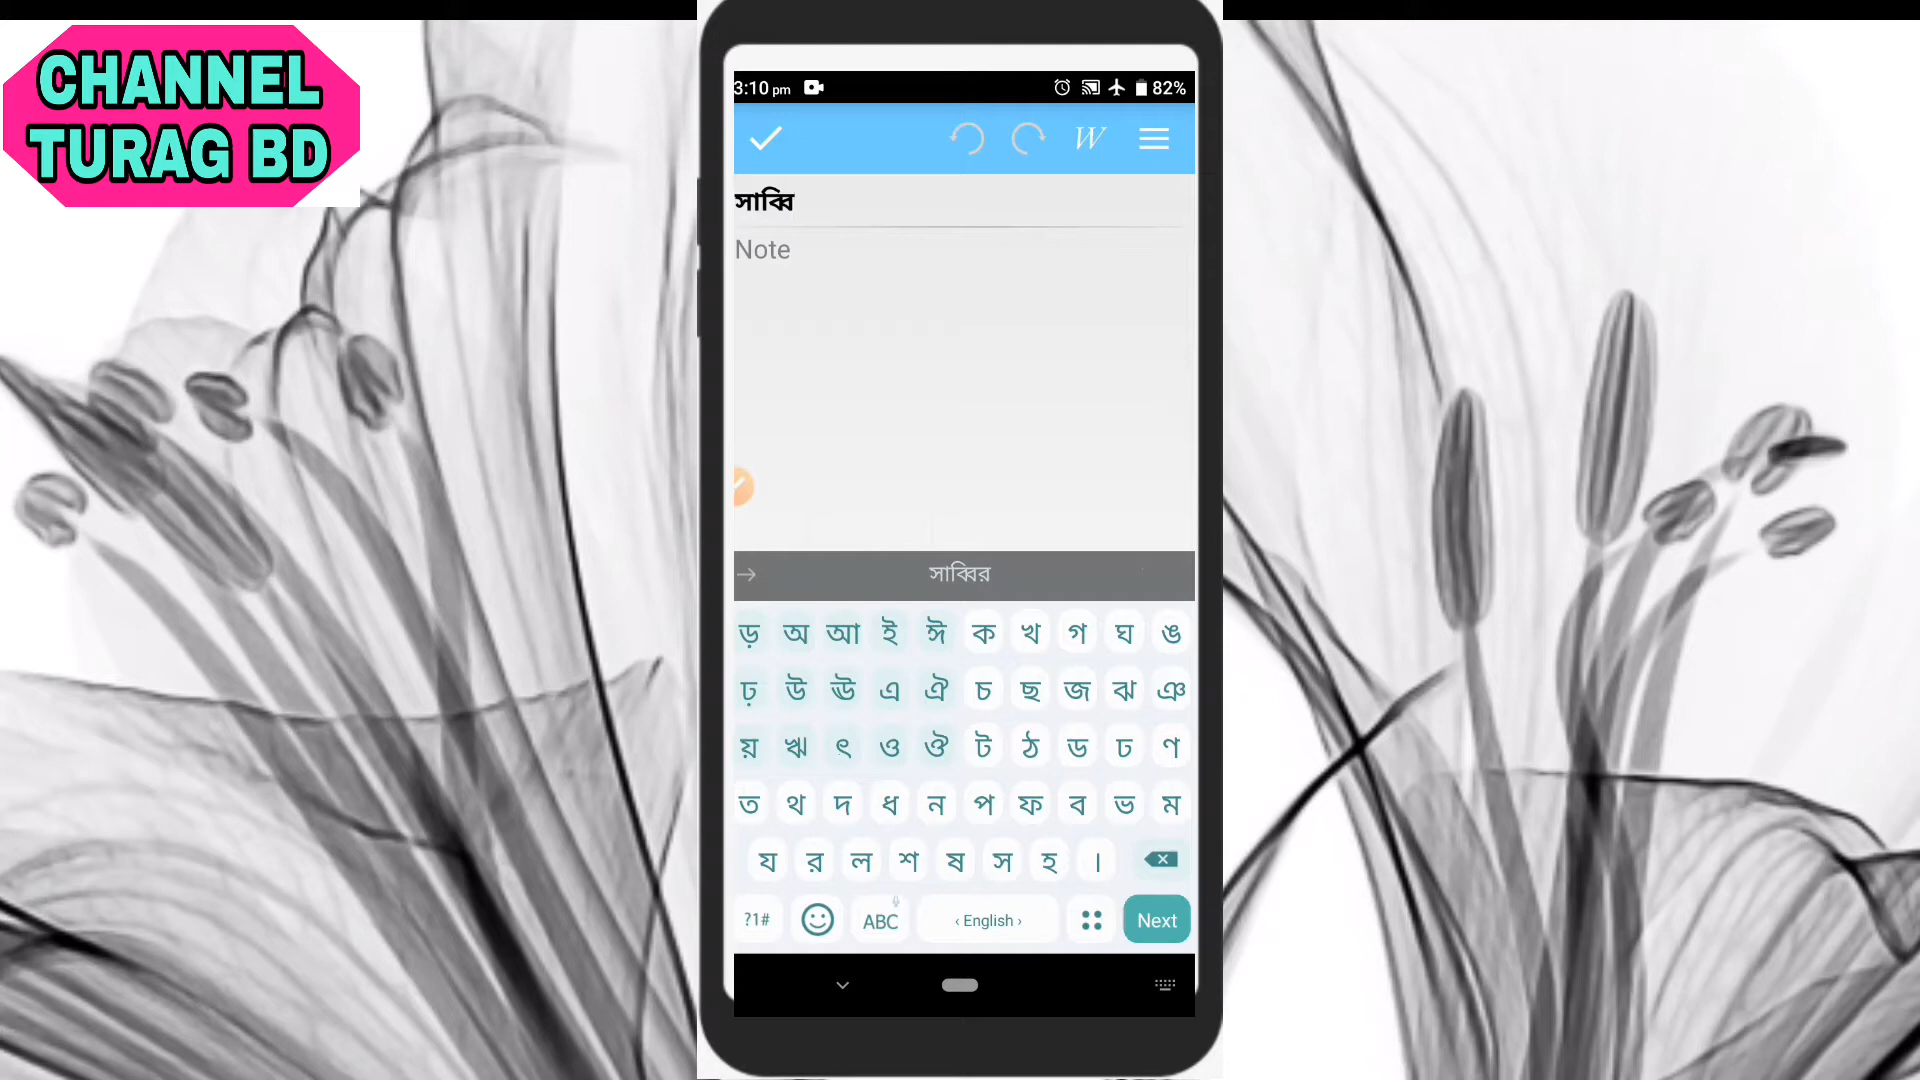 CHANNEL
TURAG BD
3:10 pm 82%
W
সাব্বি
Note
সাব্বির
ড় অ আ ই ঈ ক খ গ ঘ ঙ
ঢ় উ ঊ এ ঐ চ ছ জ ঝ ঞ
য় ঋ ৎ ও ঔ ট ঠ ড ঢ ণ
ত থ দ ধ ন প ফ ব ভ ম
য র ল শ ষ স হ ।
?1# ABC ‹ English › Next